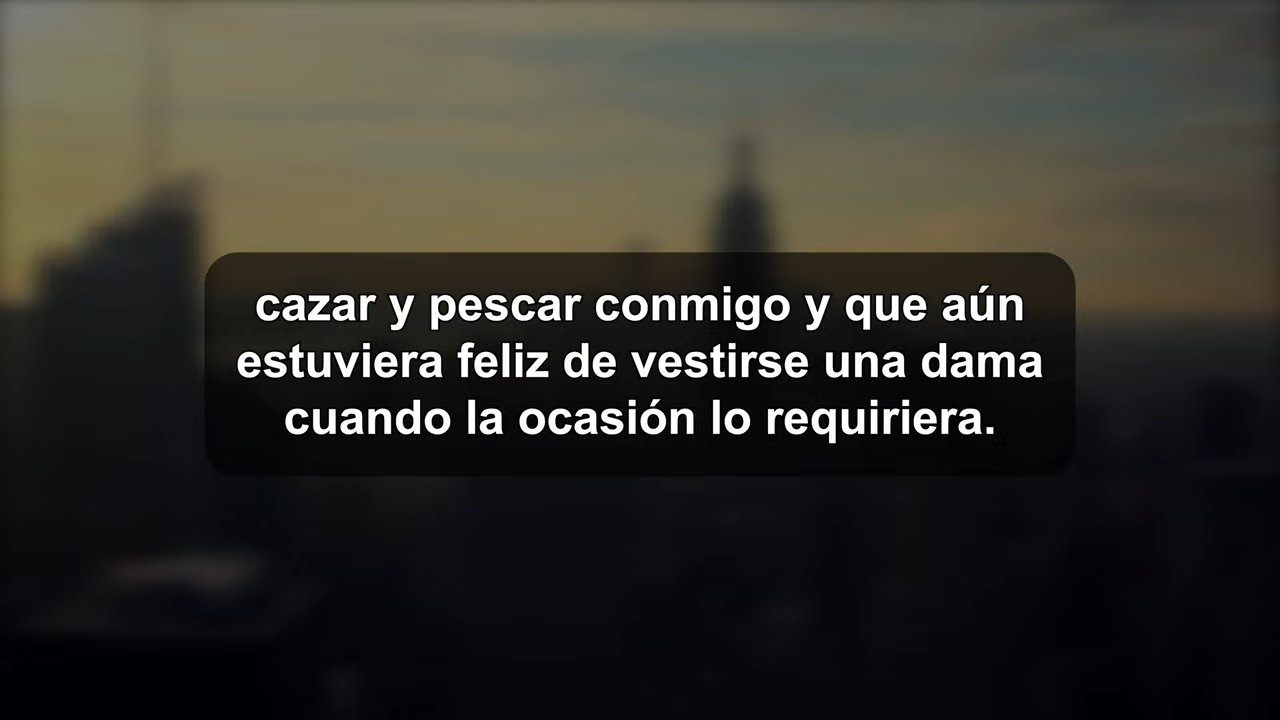 cazar y pescar conmigo y que aún
estuviera feliz de vestirse una dama
cuando la ocasión lo requiriera.